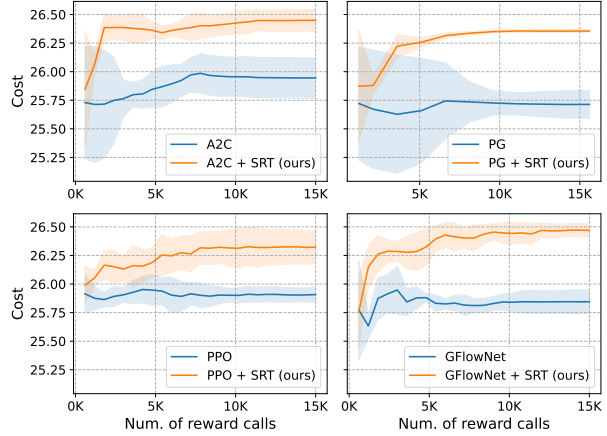 26.50
26.25
26.00
25.75
25.50
25.25
Cost
A2C
A2C + SRT (ours)
0K 5K 10K 15K
PG
PG + SRT (ours)
5K 10K 15K
26.50
26.25
26.00
25.75
25.50
25.25
Cost
PPO
PPO + SRT (ours)
0K 5K 10K 15K
Num. of reward calls
GFlowNet
GFlowNet + SRT (ours)
0K 5K 10K 15K
Num. of reward calls